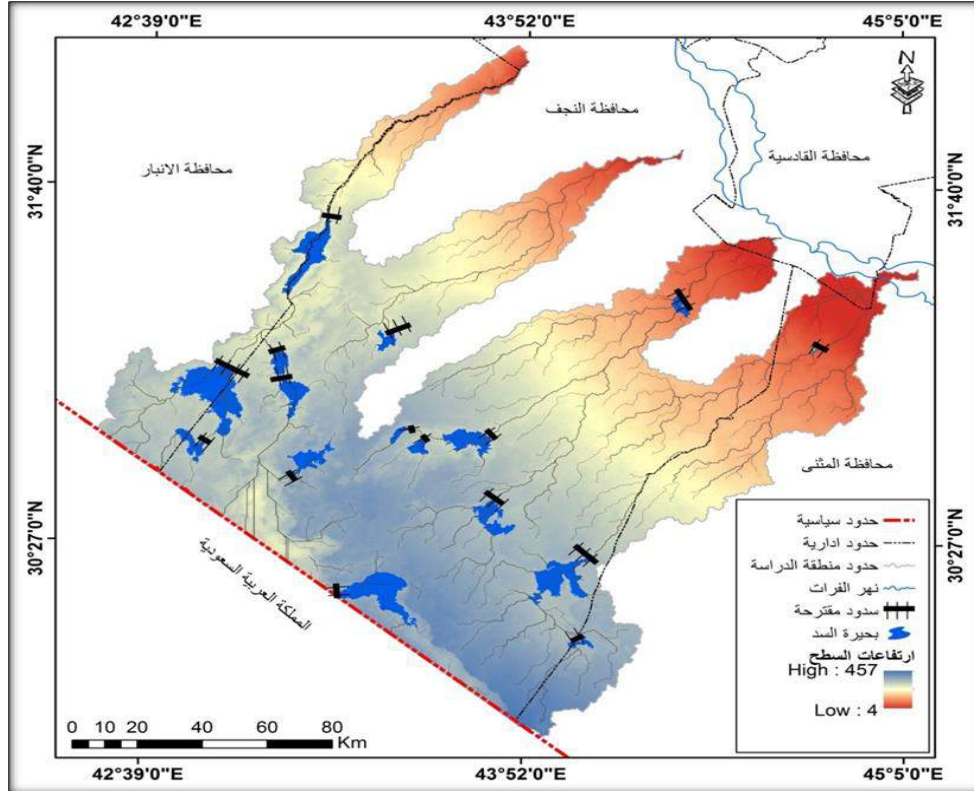 42°39'0"E 43°52'0"E 45°5'0"E
N
محافظة النجف
محافظة القادسية
محافظة الانبار
31°40'0"N 31°40'0"N
محافظة المثنى
30°27'0"N 30°27'0"N
المملكة العربية السعودية
حدود سياسية
حدود ادارية
حدود منطقة الدراسة
نهر الفرات
سدود مقترحة
بحيرة السد
ارتفاعات السطح
High : 457
Low : 4
0 10 20 40 60 80
Km
42°39'0"E 43°52'0"E 45°5'0"E